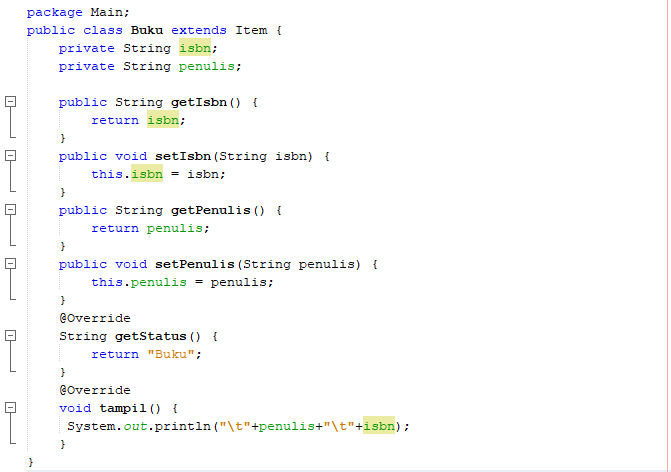 package Main;
public class Buku extends Item {
    private String isbn;
    private String penulis;

    public String getIsbn() {
        return isbn;
    }
    public void setIsbn(String isbn) {
        this.isbn = isbn;
    }
    public String getPenulis() {
        return penulis;
    }
    public void setPenulis(String penulis) {
        this.penulis = penulis;
    }
    @Override
    String getStatus() {
        return "Buku";
    }
    @Override
    void tampil() {
     System.out.println("\t"+penulis+"\t"+isbn);
    }
}